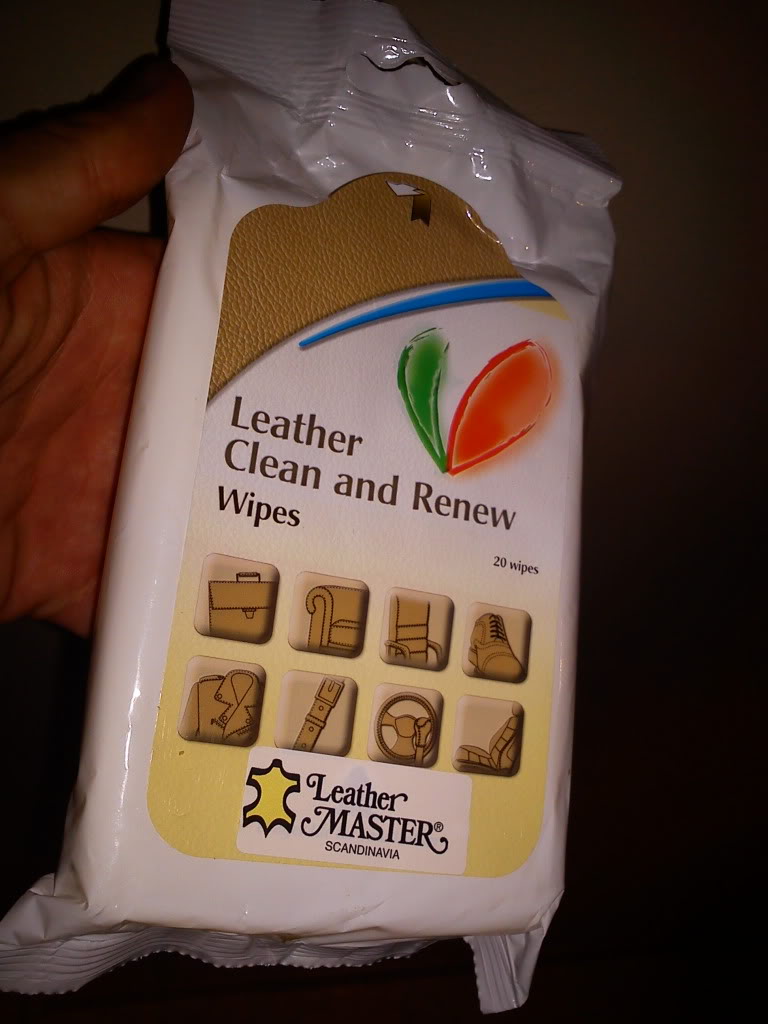 Leather
Clean and Renew
Wipes
20 wipes
Leather
MASTER®
SCANDINAVIA